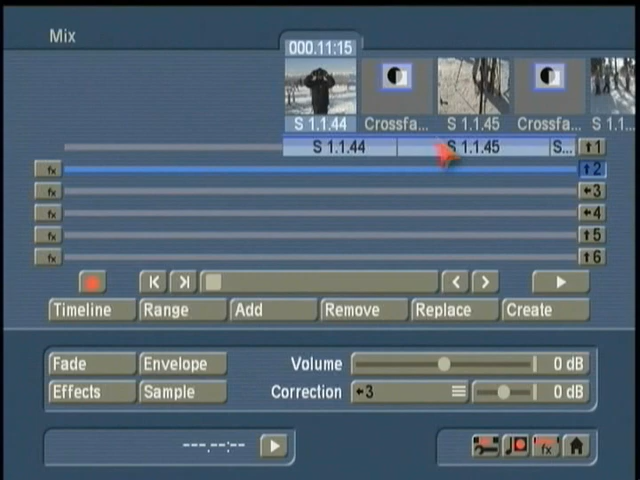 Mix
000.11:15
S 1.1.44 Crossfa... S 1.1.45 Crossfa... S 1.1...
S 1.1.44 S 1.1.45 S... 1
fx 2
fx 3
fx 4
fx 5
fx 6
Timeline Range Add Remove Replace Create
Fade Envelope Volume 0 dB
Effects Sample Correction 3 0 dB
---.--:-- fx